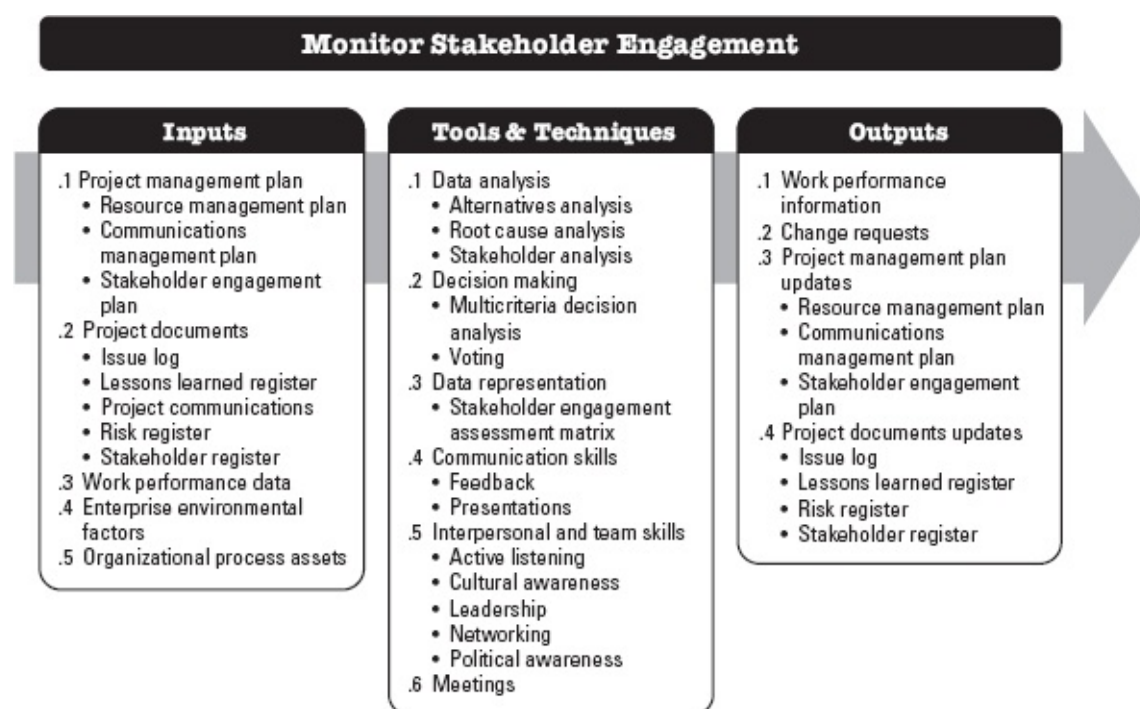 Monitor Stakeholder Engagement
Inputs
.1 Project management plan
• Resource management plan
• Communications
management plan
• Stakeholder engagement
plan
.2 Project documents
• Issue log
• Lessons learned register
• Project communications
• Risk register
• Stakeholder register
.3 Work performance data
.4 Enterprise environmental
factors
.5 Organizational process assets
Tools & Techniques
.1 Data analysis
• Alternatives analysis
• Root cause analysis
• Stakeholder analysis
.2 Decision making
• Multicriteria decision
analysis
• Voting
.3 Data representation
• Stakeholder engagement
assessment matrix
.4 Communication skills
• Feedback
• Presentations
.5 Interpersonal and team skills
• Active listening
• Cultural awareness
• Leadership
• Networking
• Political awareness
.6 Meetings
Outputs
.1 Work performance
information
.2 Change requests
.3 Project management plan
updates
• Resource management plan
• Communications
management plan
• Stakeholder engagement
plan
.4 Project documents updates
• Issue log
• Lessons learned register
• Risk register
• Stakeholder register